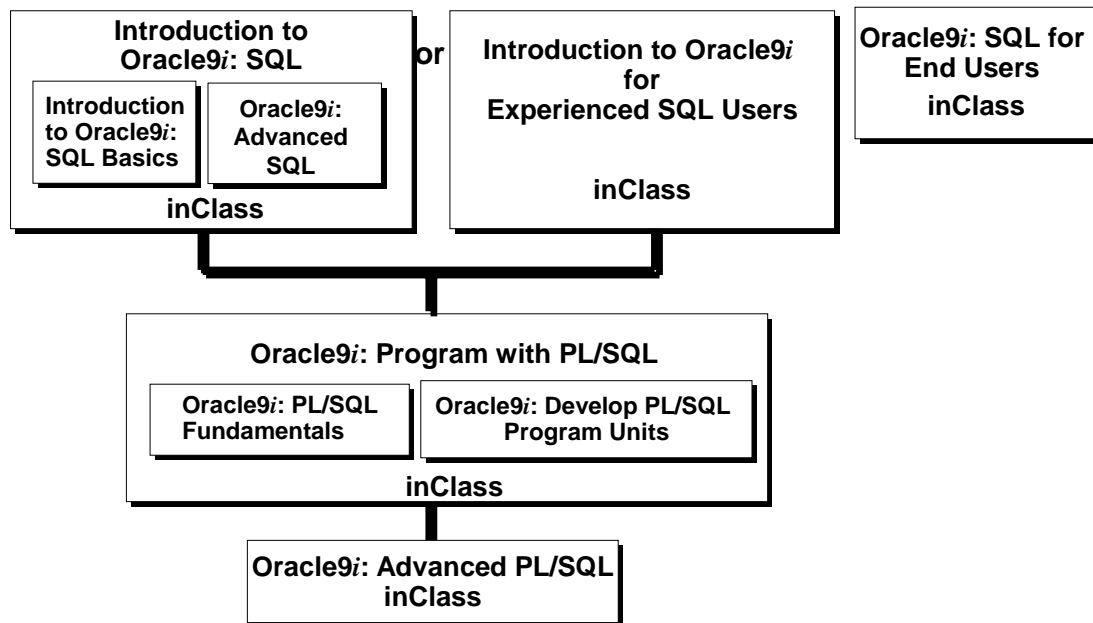 Introduction to
Oracle9i: SQL
Introduction
to Oracle9i:
SQL Basics
Oracle9i:
Advanced
SQL
inClass
or
Introduction to Oracle9i
for
Experienced SQL Users
inClass
Oracle9i: SQL for
End Users
inClass
Oracle9i: Program with PL/SQL
Oracle9i: PL/SQL
Fundamentals
Oracle9i: Develop PL/SQL
Program Units
inClass
Oracle9i: Advanced PL/SQL
inClass